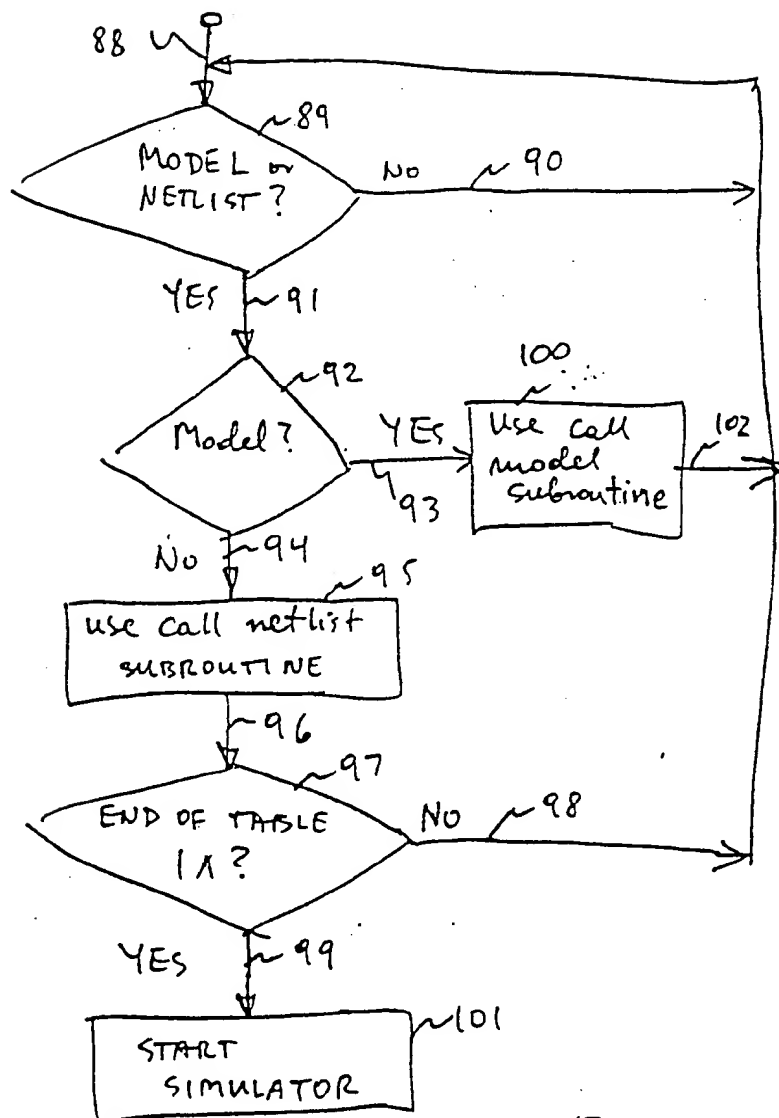 88
89
MODEL or
NETLIST?
NO
90
YES
91
92
Model?
YES
93
100
Use call
model
subroutine
102
NO
94
95
use call netlist
SUBROUTINE
96
97
END OF TABLE
1A?
NO
98
YES
99
101
START
SIMULATOR